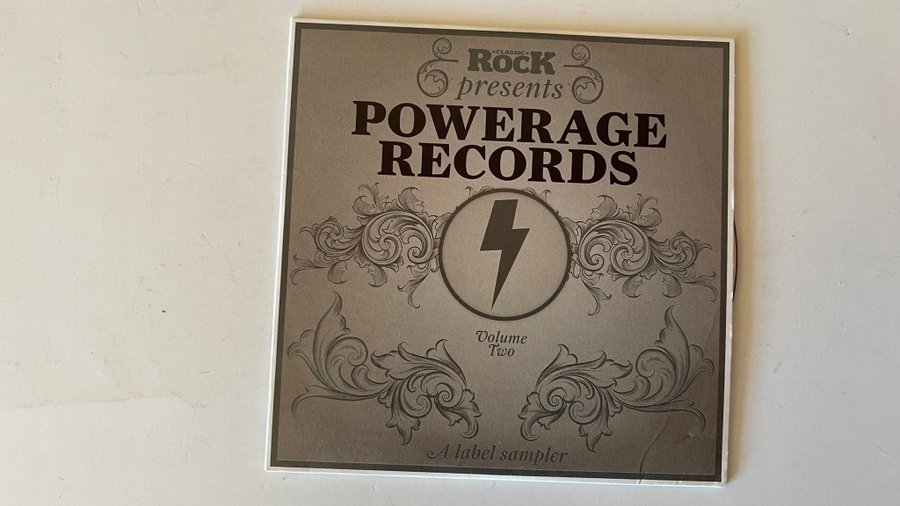 CLASSIC
ROCK
presents
POWERAGE
RECORDS
Volume
Two
A label sampler